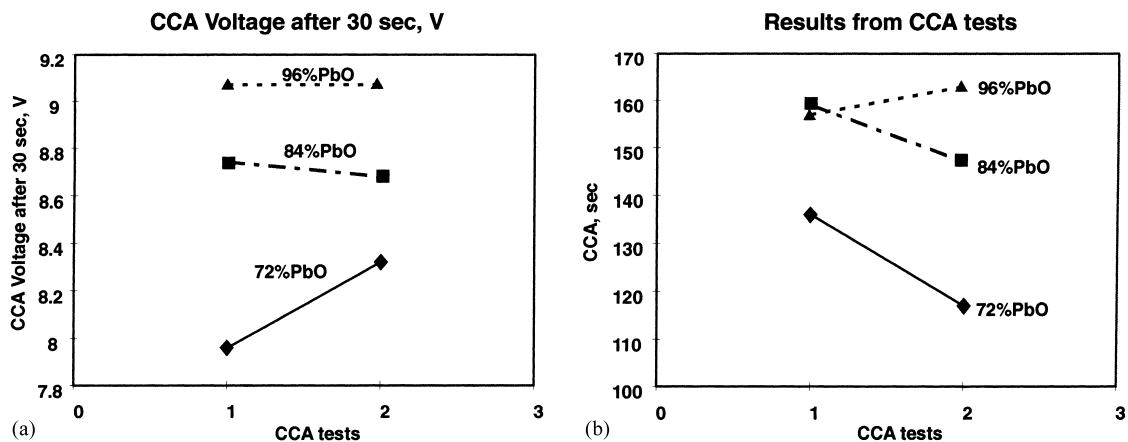 CCA Voltage after 30 sec, V
CCA Voltage after 30 sec, V
9.2
9
8.8
8.6
8.4
8.2
8
7.8
96%PbO
84%PbO
72%PbO
0 1 2 3
CCA tests
(a)
Results from CCA tests
CCA, sec
170
160
150
140
130
120
110
100
96%PbO
84%PbO
72%PbO
0 1 2 3
CCA tests
(b)